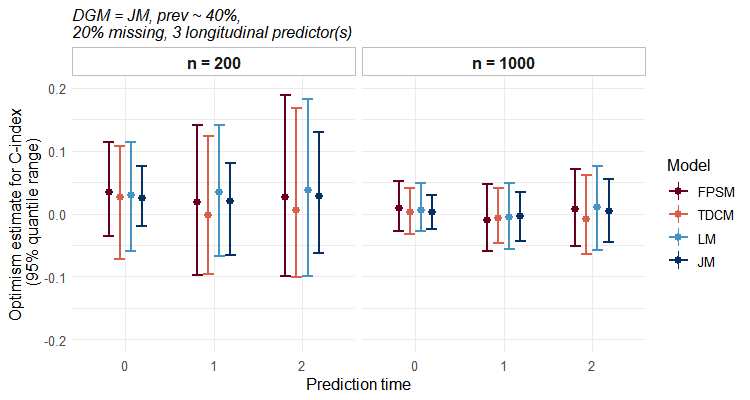 DGM = JM, prev ~ 40%,
20% missing, 3 longitudinal predictor(s)
n = 200
n = 1000
Optimism estimate for C-index
(95% quantile range)
0.2
0.1
0.0
-0.1
-0.2
0
1
2
0
1
2
Prediction time
Model
FPSM
TDCM
LM
JM